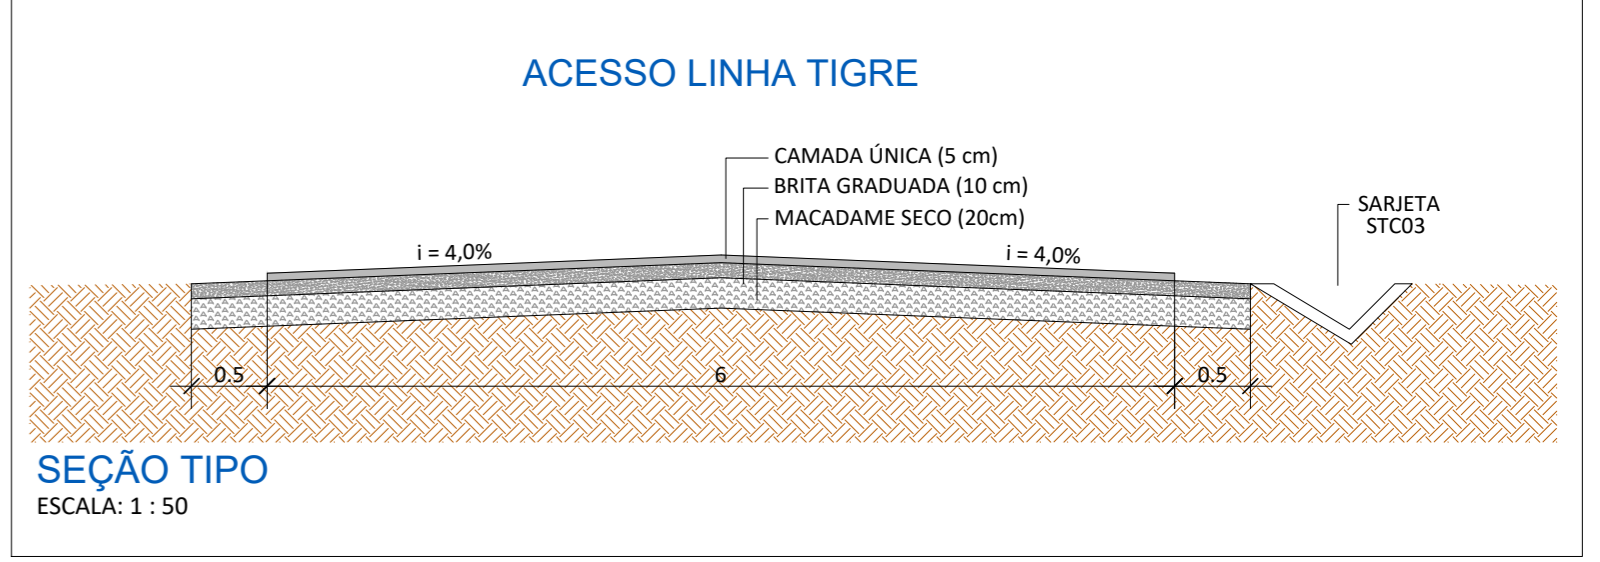 ACESSO LINHA TIGRE
CAMADA ÚNICA (5 cm)
BRITA GRADUADA (10 cm)
MACADAME SECO (20cm)
SARJETA
STC03
i = 4,0%
i = 4,0%
0.5
6
0.5
SEÇÃO TIPO
ESCALA: 1 : 50